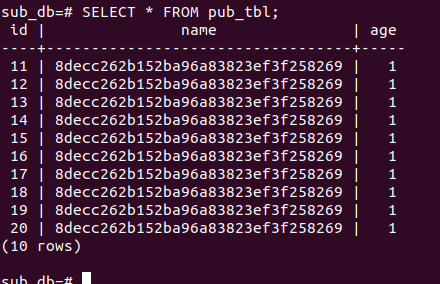 sub_db=# SELECT * FROM pub_tbl;
 id |               name               | age
----+----------------------------------+-----
 11 | 8decc262b152ba96a83823ef3f258269 |   1
 12 | 8decc262b152ba96a83823ef3f258269 |   1
 13 | 8decc262b152ba96a83823ef3f258269 |   1
 14 | 8decc262b152ba96a83823ef3f258269 |   1
 15 | 8decc262b152ba96a83823ef3f258269 |   1
 16 | 8decc262b152ba96a83823ef3f258269 |   1
 17 | 8decc262b152ba96a83823ef3f258269 |   1
 18 | 8decc262b152ba96a83823ef3f258269 |   1
 19 | 8decc262b152ba96a83823ef3f258269 |   1
 20 | 8decc262b152ba96a83823ef3f258269 |   1
(10 rows)

sub_db=#